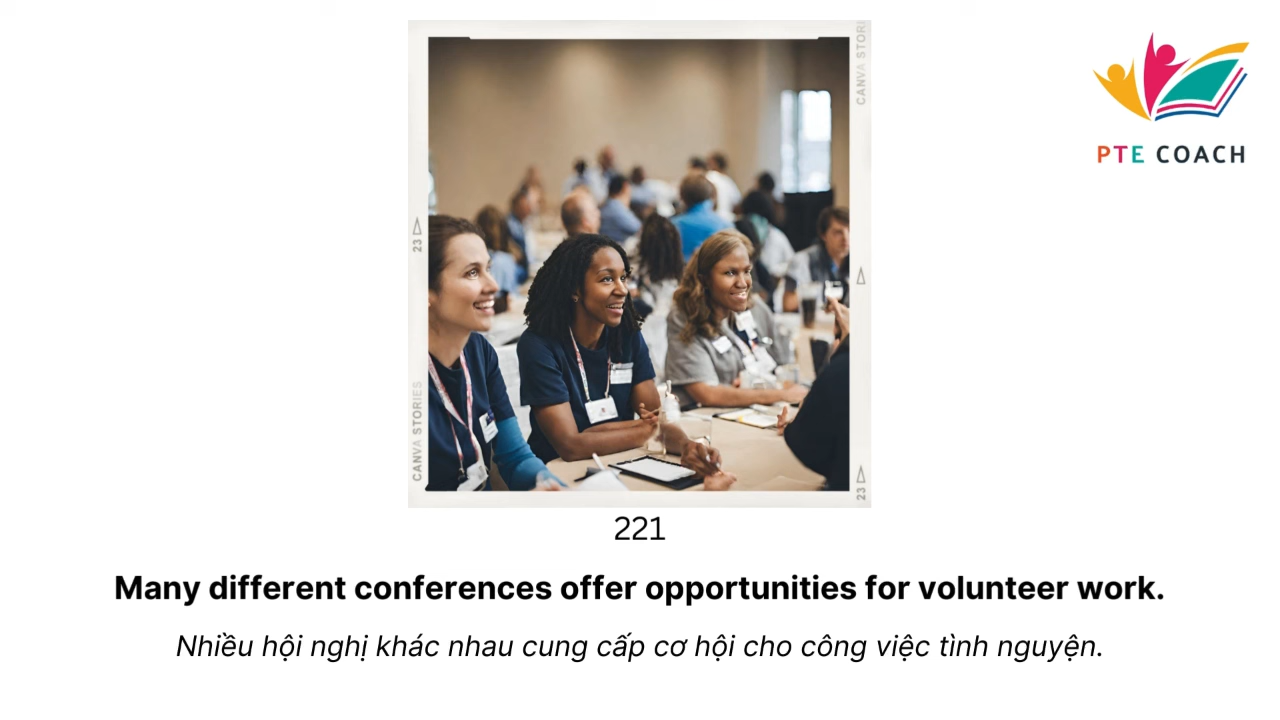 CANVA STORI
PTE COACH
23
CANVA STORIES
23
221
Many different conferences offer opportunities for volunteer work.
Nhiều hội nghị khác nhau cung cấp cơ hội cho công việc tình nguyện.